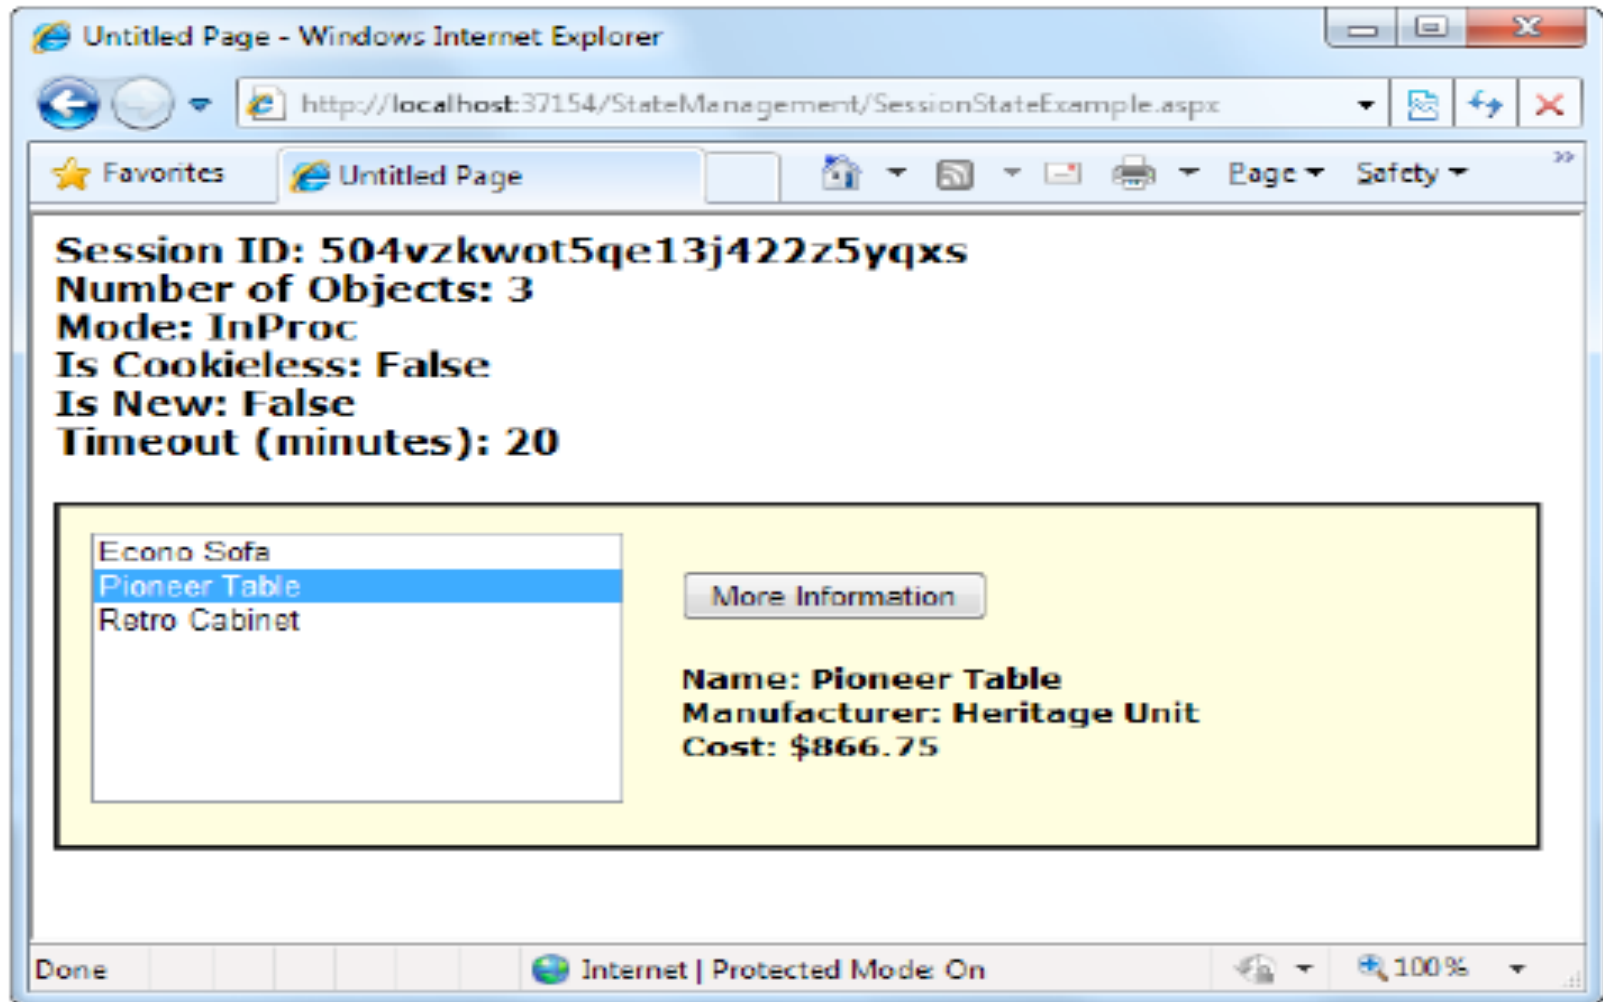 Untitled Page - Windows Internet Explorer
http://localhost:37154/StateManagement/SessionStateExample.aspx
Favorites
Untitled Page
Page
Safety
Session ID: 504vzkwot5qe13j422z5yqxs
Number of Objects: 3
Mode: InProc
Is Cookieless: False
Is New: False
Timeout (minutes): 20
Econo Sofa
Pioneer Table
Retro Cabinet
More Information
Name: Pioneer Table
Manufacturer: Heritage Unit
Cost: $866.75
Done
Internet | Protected Mode: On
100%